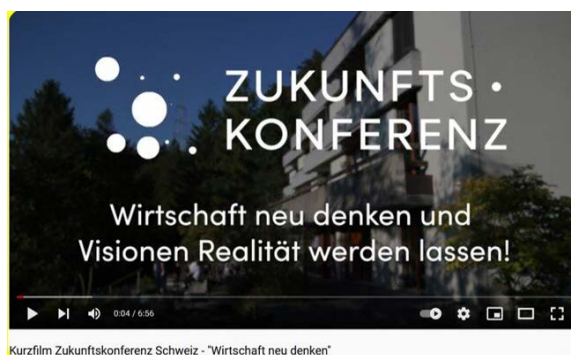 ZUKUNFTS •
KONFERENZ
Wirtschaft neu denken und
Visionen Realität werden lassen!
0:04 / 6:56
Kurzfilm Zukunftskonferenz Schweiz - "Wirtschaft neu denken"